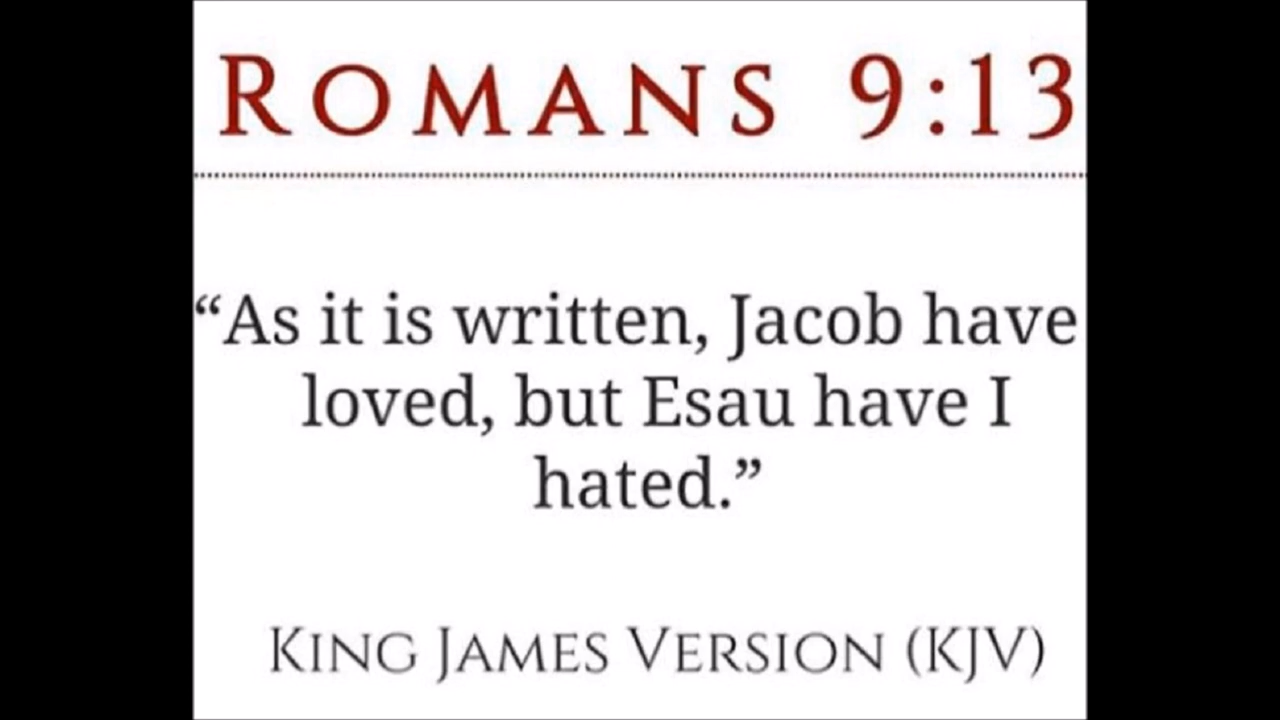 ROMANS 9:13
“As it is written, Jacob have
loved, but Esau have I
hated.”
KING JAMES VERSION (KJV)